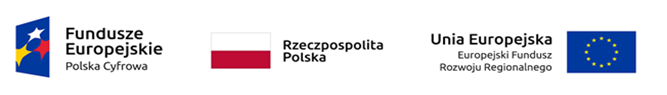 Fundusze
Europejskie
Polska Cyfrowa
Rzeczpospolita
Polska
Unia Europejska
Europejski Fundusz
Rozwoju Regionalnego